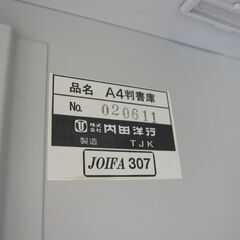 品名 A4判書庫
No. 020611
株式会社 内田洋行
製造 TJK
JOIFA 307